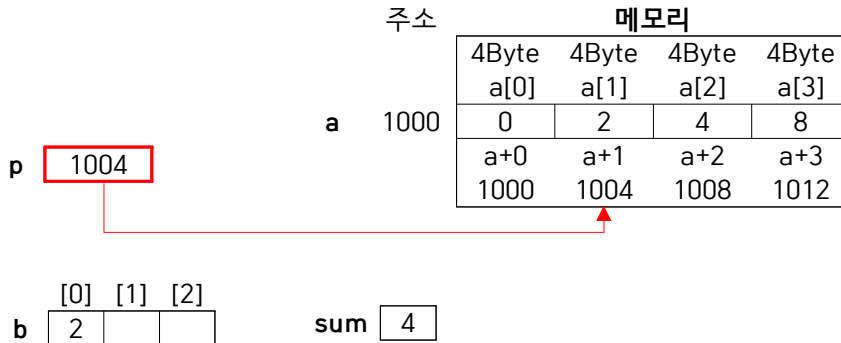 주소 메모리
4Byte 4Byte 4Byte 4Byte
a[0] a[1] a[2] a[3]
a 1000 0 2 4 8
a+0 a+1 a+2 a+3
p 1004
1000 1004 1008 1012
[0] [1] [2]
b 2 sum 4